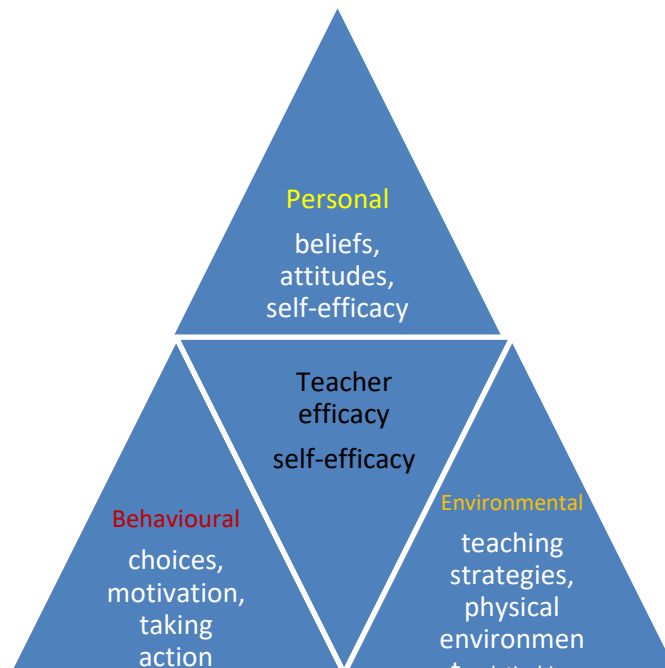 Personal
beliefs,
attitudes,
self-efficacy
Teacher
efficacy
self-efficacy
Behavioural
choices,
motivation,
taking
action
Environmental
teaching
strategies,
physical
environmen
t